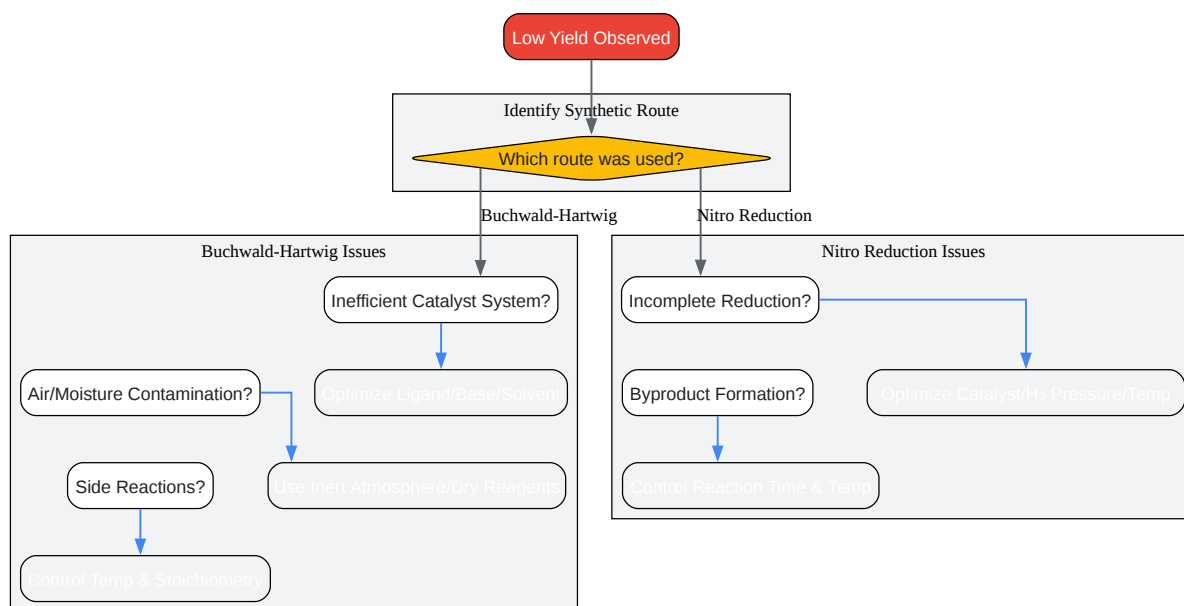 Low Yield Observed
Identify Synthetic Route
Which route was used?
Buchwald-Hartwig
Nitro Reduction
Buchwald-Hartwig Issues
Inefficient Catalyst System?
Optimize Ligand/Base/Solvent
Air/Moisture Contamination?
Use Inert Atmosphere/Dry Reagents
Side Reactions?
Control Temp & Stoichiometry
Nitro Reduction Issues
Incomplete Reduction?
Optimize Catalyst/H₂ Pressure/Temp
Byproduct Formation?
Control Reaction Time & Temp